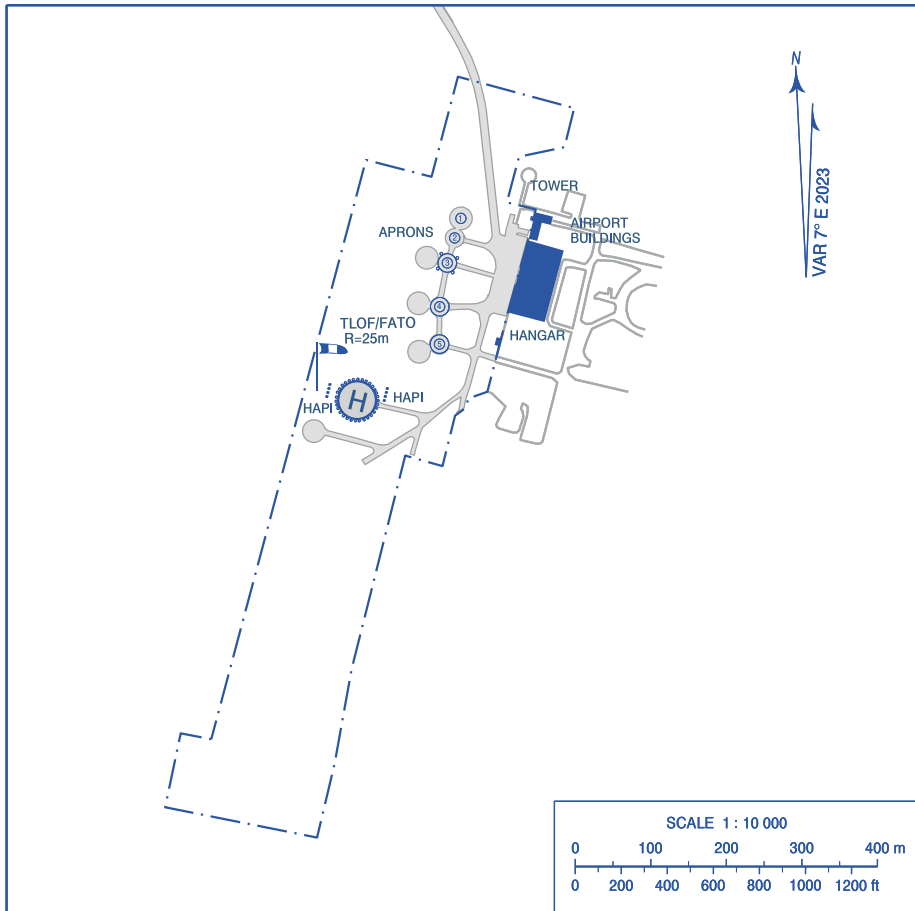 N
VAR 7° E 2023
TOWER
AIRPORT
BUILDINGS
APRONS
1
2
3
4
5
TLOF/FATO
R=25m
HANGAR
HAPI
H
HAPI
SCALE 1 : 10 000
0 100 200 300 400 m
0 200 400 600 800 1000 1200 ft